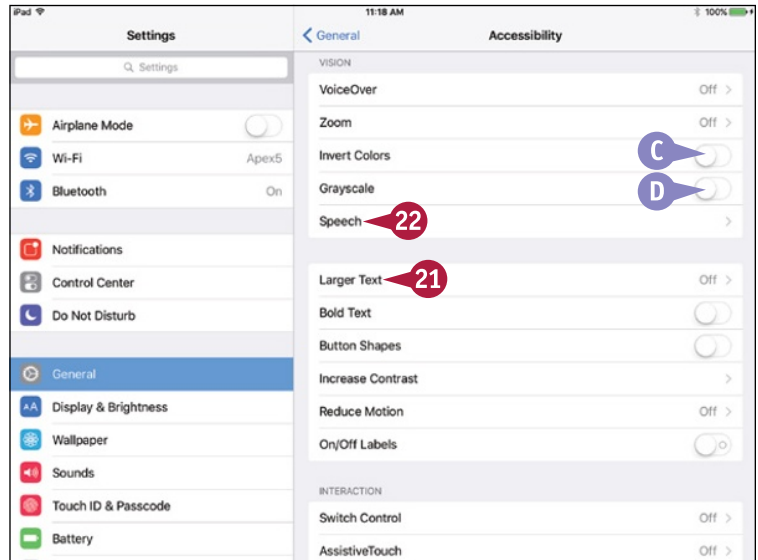 iPad 11:18 AM 100%
Settings
General Accessibility
Settings
Airplane Mode
Wi-Fi Apex5
Bluetooth On
Notifications
Control Center
Do Not Disturb
General
Display & Brightness
Wallpaper
Sounds
Touch ID & Passcode
Battery
VISION
VoiceOver Off
Zoom Off
Invert Colors C
Grayscale D
Speech 22
Larger Text 21 Off
Bold Text
Button Shapes
Increase Contrast
Reduce Motion Off
On/Off Labels
INTERACTION
Switch Control Off
AssistiveTouch Off